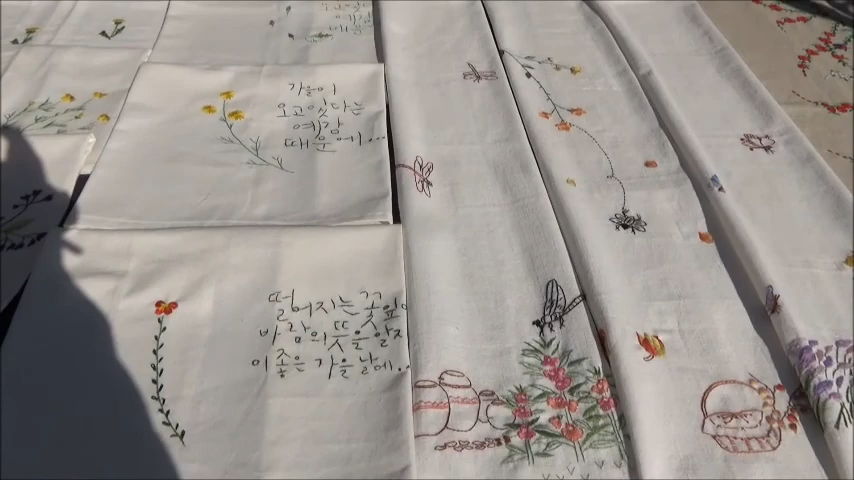 가을이
오고있다는
예감
때문에...
떨어지는 꽃잎
바람의 뜻을 알지
이 좋은 가을날에..